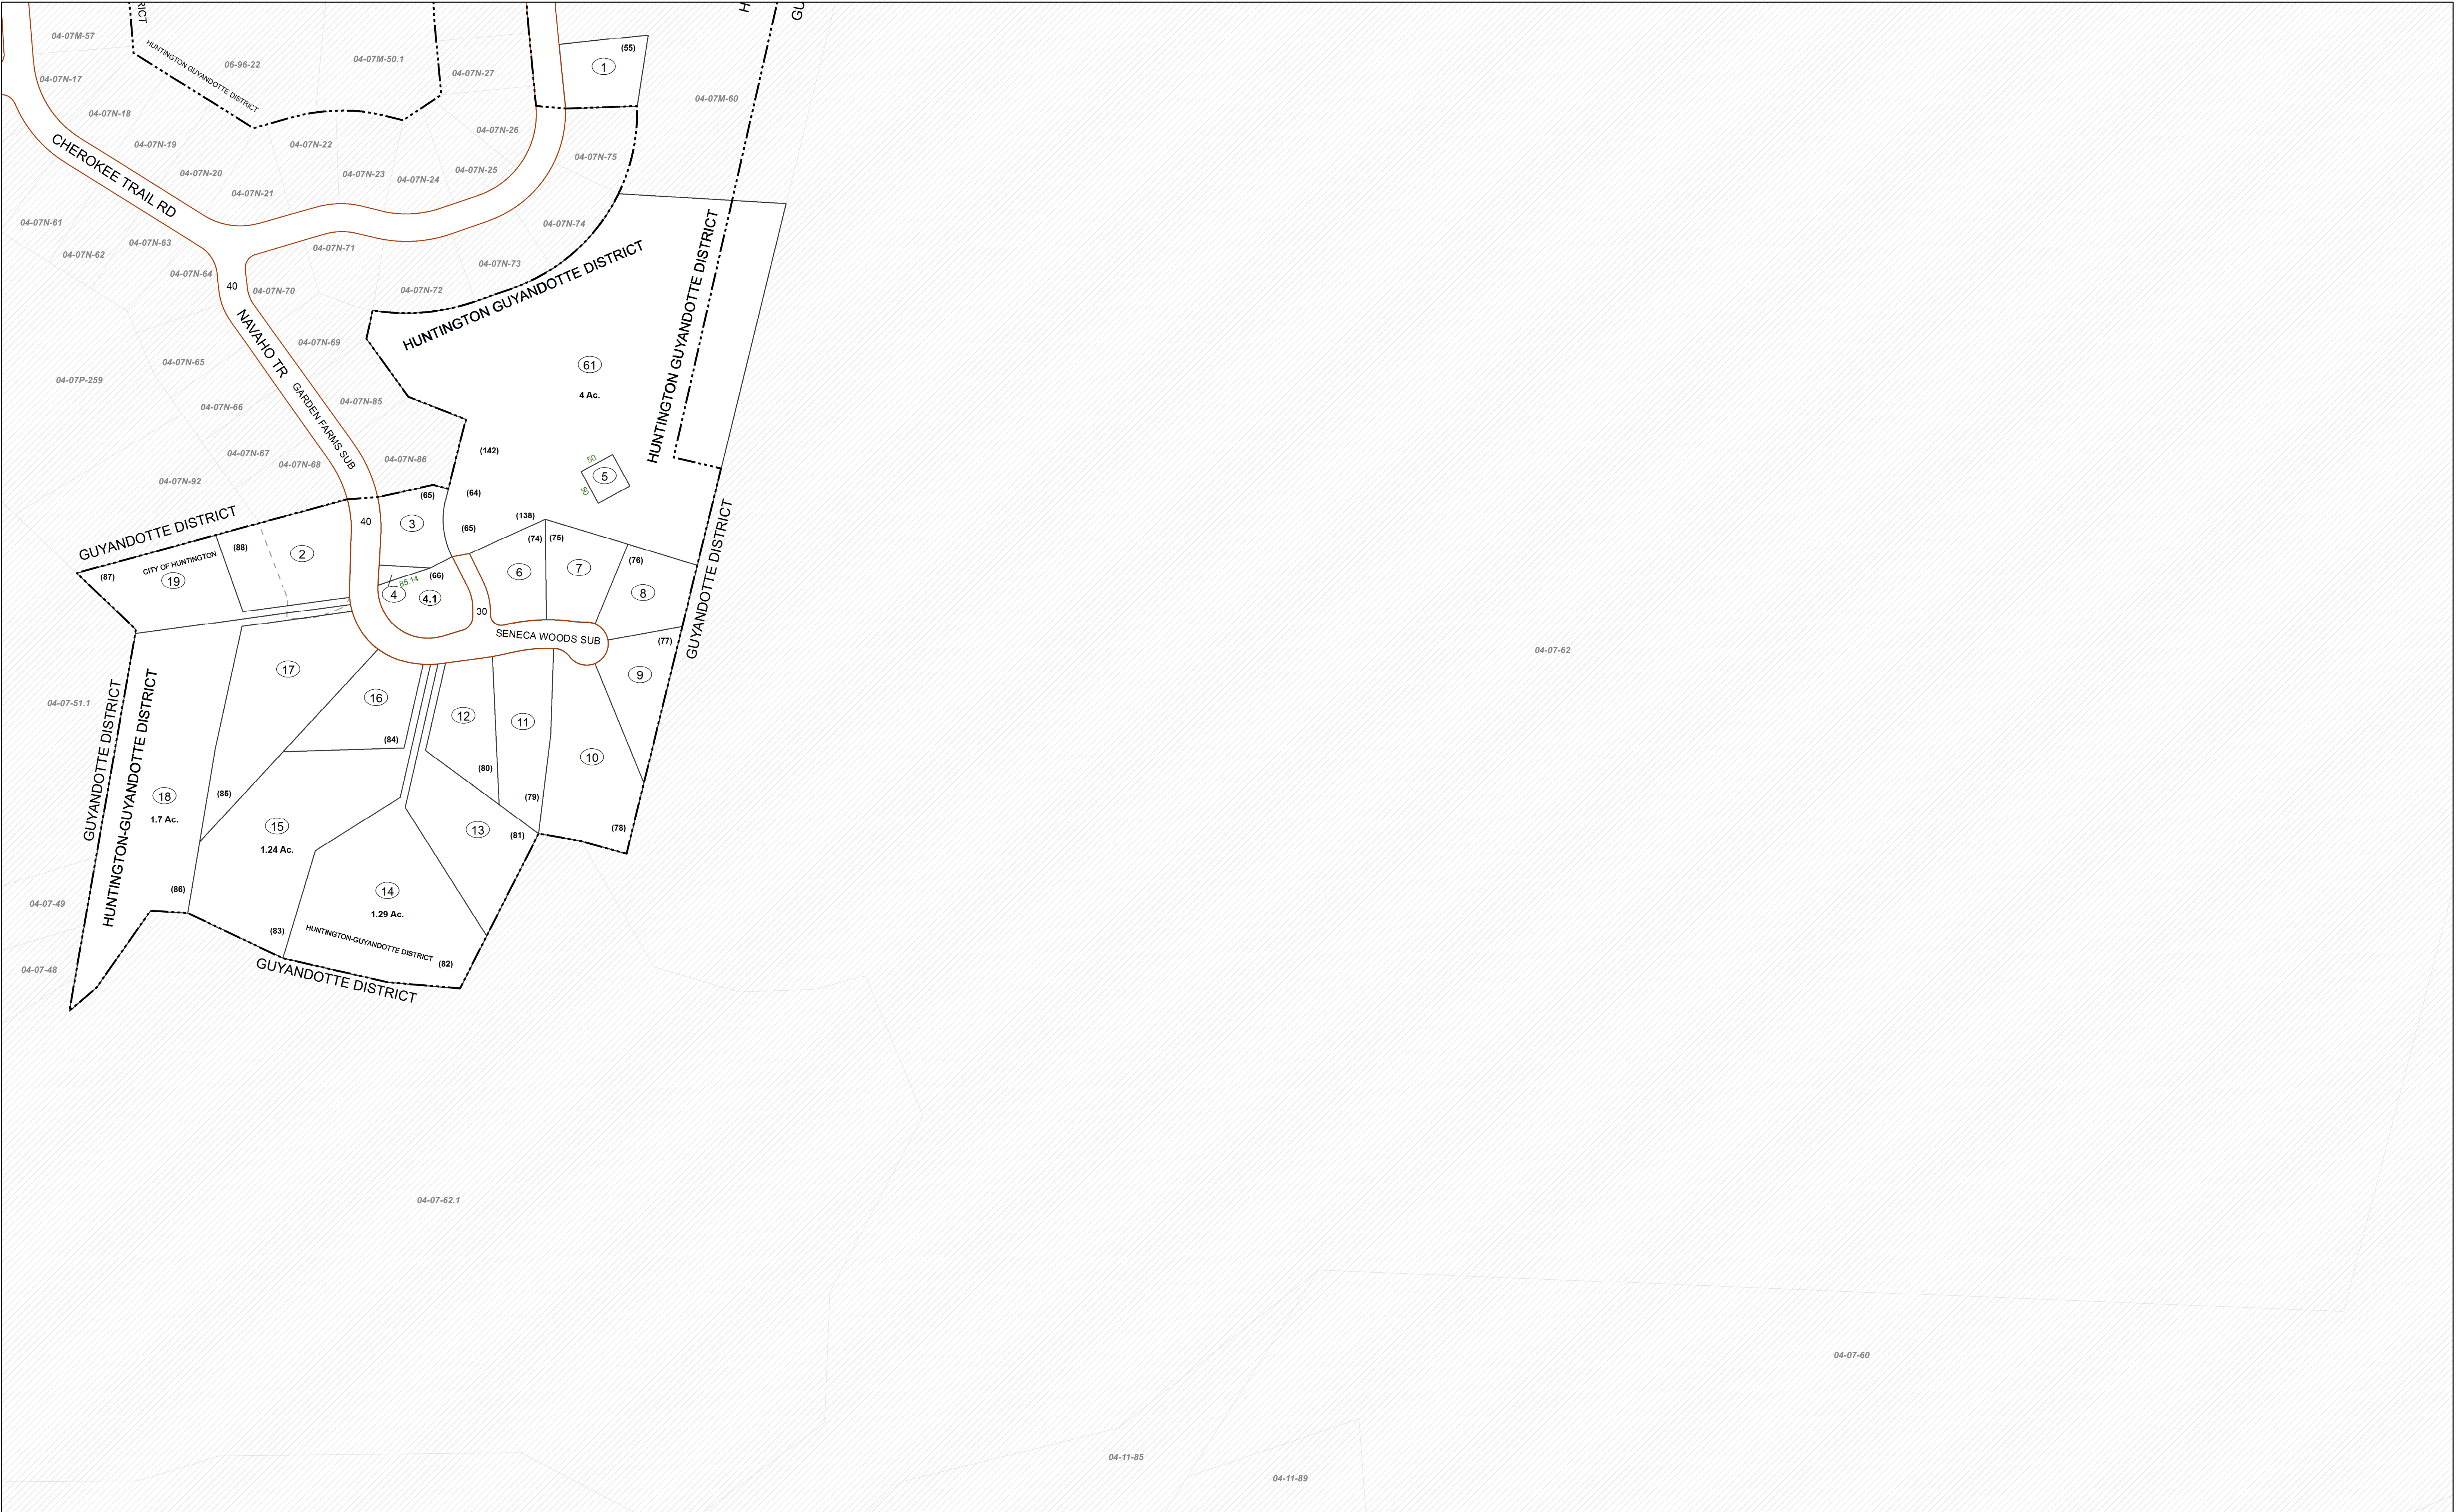 RICT
H
GU
04-07M-57
HUNTINGTON GUYANDOTTE DISTRICT
06-96-22
04-07M-50.1
04-07N-27
(55)
1
04-07N-17
04-07M-60
04-07N-18
04-07N-26
04-07N-19
04-07N-22
04-07N-75
CHEROKEE TRAIL RD
04-07N-20
04-07N-23
04-07N-24
04-07N-25
04-07N-21
04-07N-61
04-07N-74
04-07N-63
04-07N-71
04-07N-62
04-07N-73
04-07N-64
40
04-07N-70
04-07N-72
HUNTINGTON GUYANDOTTE DISTRICT
HUNTINGTON GUYANDOTTE DISTRICT
NAVAHO TR
04-07N-69
04-07N-65
61
4 Ac.
04-07P-259
GARDEN FARMS SUB
04-07N-85
04-07N-66
(142)
04-07N-67
04-07N-68
04-07N-86
50
50
5
04-07N-92
(65)
(64)
GUYANDOTTE DISTRICT
40
3
(138)
(65)
(74)
(75)
(88)
2
CITY OF HUNTINGTON
(76)
(87)
19
85.14
(66)
6
7
8
4
4.1
30
GUYANDOTTE DISTRICT
SENECA WOODS SUB
(77)
04-07-62
17
9
16
04-07-51.1
12
11
(84)
10
(80)
GUYANDOTTE DISTRICT
HUNTINGTON-GUYANDOTTE DISTRICT
18
1.7 Ac.
(85)
(79)
15
1.24 Ac.
13
(81)
(78)
(86)
14
1.29 Ac.
04-07-49
(83)
HUNTINGTON-GUYANDOTTE DISTRICT
(82)
04-07-48
GUYANDOTTE DISTRICT
04-07-62.1
04-07-60
04-11-85
04-11-89